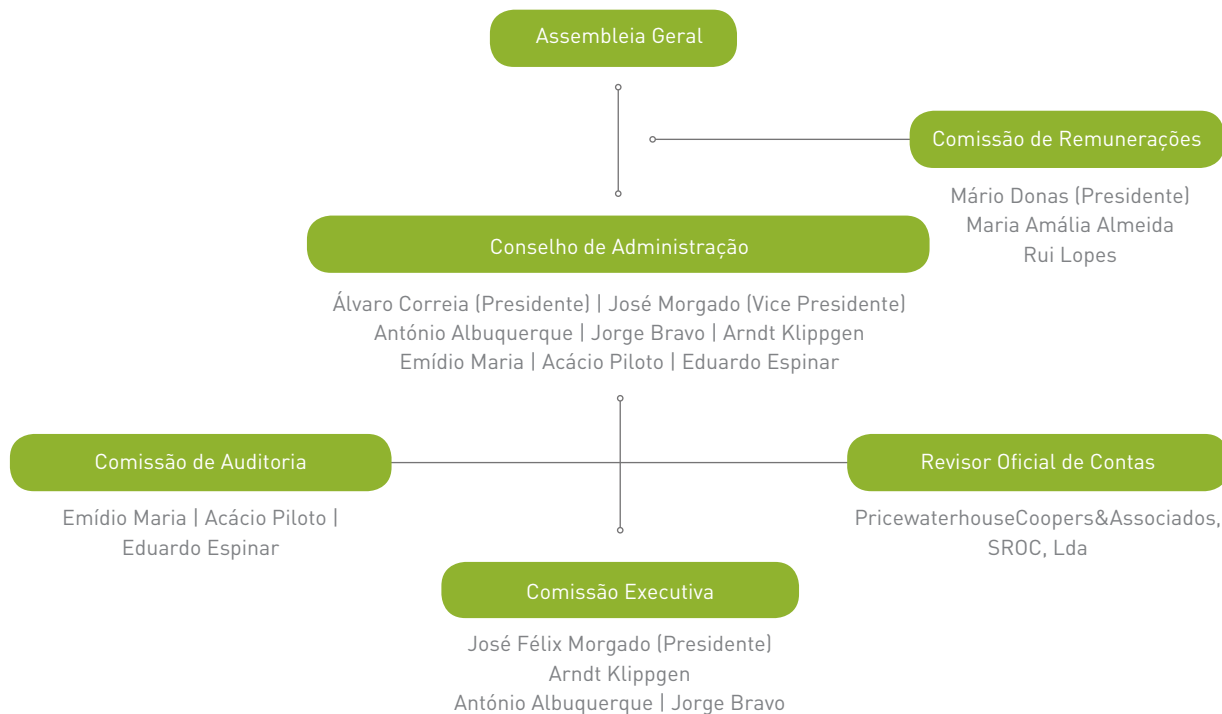 Assembleia Geral
Comissão de Remunerações
Mário Donas (Presidente)
Maria Amália Almeida
Rui Lopes
Conselho de Administração
Álvaro Correia (Presidente) | José Morgado (Vice Presidente)
António Albuquerque | Jorge Bravo | Arndt Klippgen
Emídio Maria | Acácio Piloto | Eduardo Espinar
Comissão de Auditoria
Emídio Maria | Acácio Piloto |
Eduardo Espinar
Revisor Oficial de Contas
PricewaterhouseCoopers&Associados,
SROC, Lda
Comissão Executiva
José Félix Morgado (Presidente)
Arndt Klippgen
António Albuquerque | Jorge Bravo